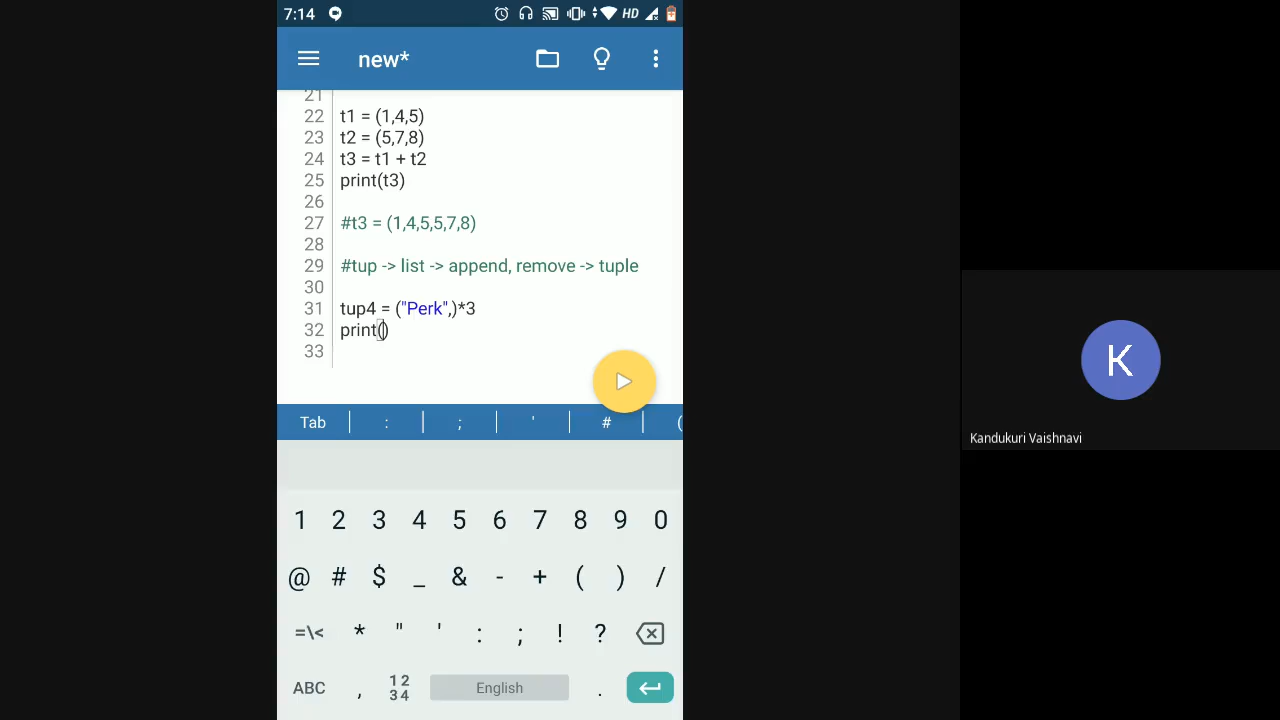 7:14 HD
new*
21
22 t1 = (1,4,5)
23 t2 = (5,7,8)
24 t3 = t1 + t2
25 print(t3)
26
27 #t3 = (1,4,5,5,7,8)
28
29 #tup -> list -> append, remove -> tuple
30
31 tup4 = ("Perk",)*3
32 print()
33
Tab : ; ' # (
1 2 3 4 5 6 7 8 9 0
@ # $ _ & - + ( ) /
=\< * " ' : ; ! ?
ABC , 1 2 3 4 English .
K
Kandukuri Vaishnavi